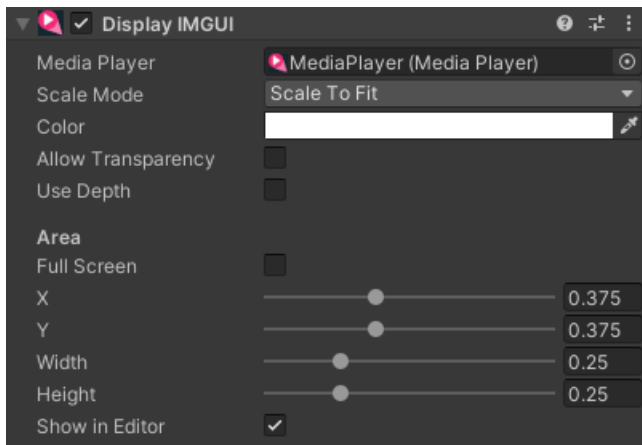 Display IMGUI
Media Player MediaPlayer (Media Player)
Scale Mode Scale To Fit
Color
Allow Transparency
Use Depth
Area
Full Screen
X 0.375
Y 0.375
Width 0.25
Height 0.25
Show in Editor